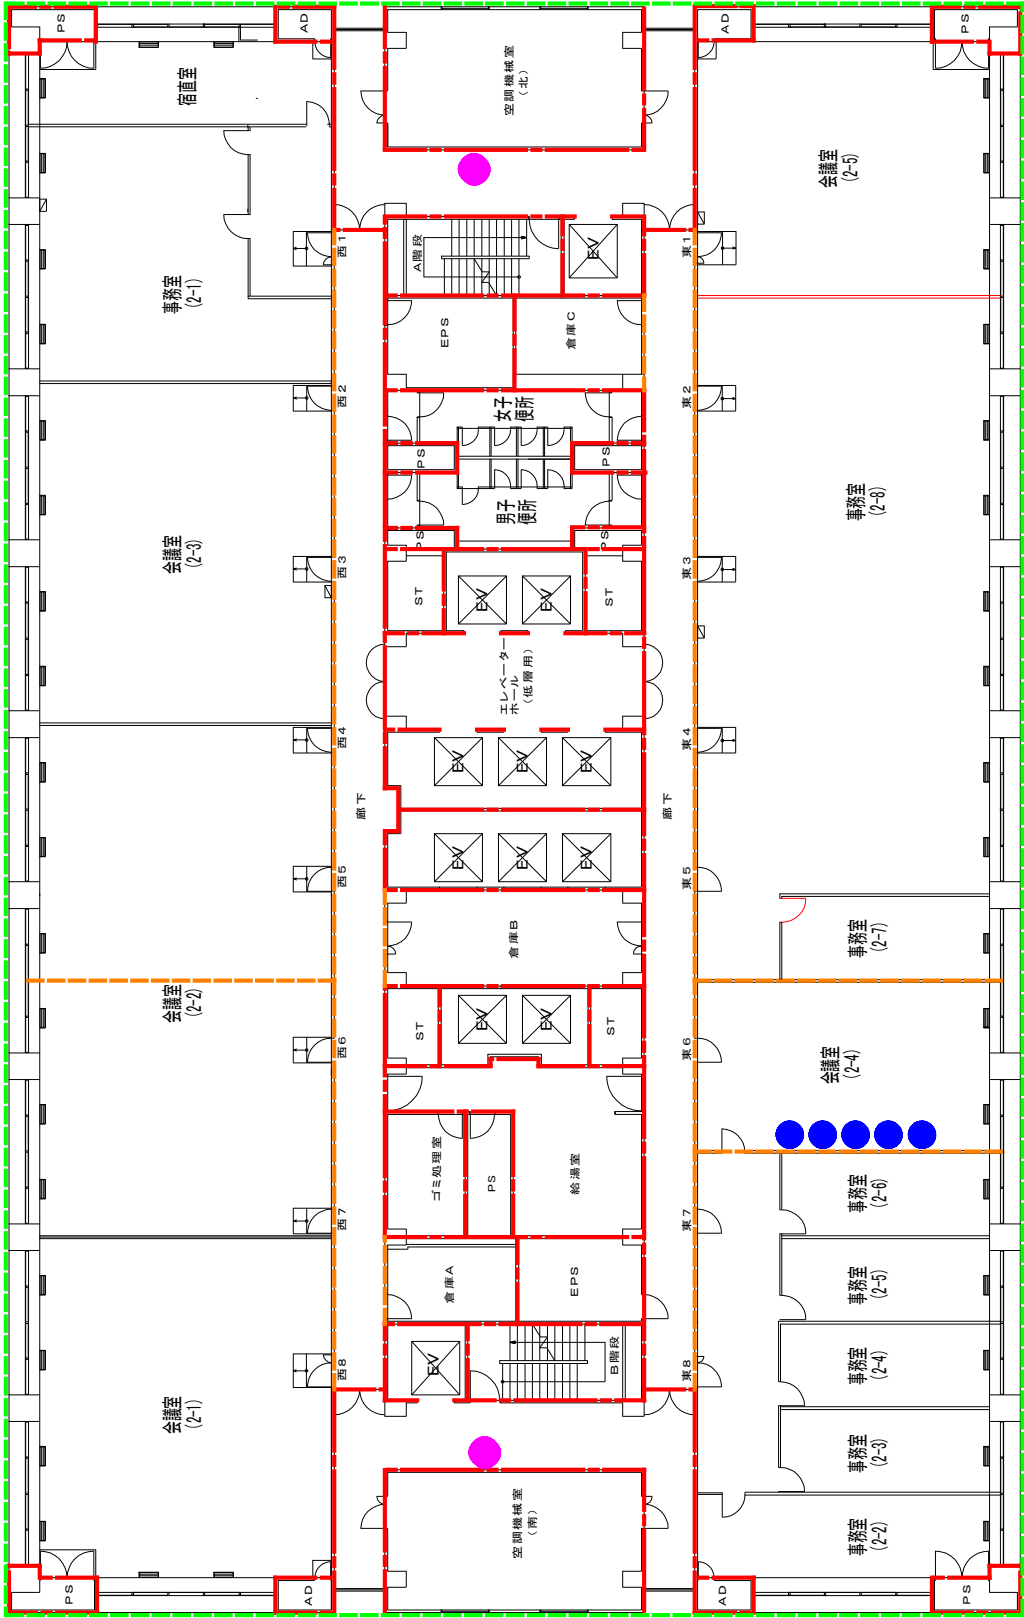 PS
AD
AD
PS
宿直室
空調機械室
（北）
会議室
(2-5)
A階段
EV
西1
東1
事務室
(2-1)
EPS
倉庫C
西2
東2
女子
便所
PS
PS
会議室
(2-3)
男子
便所
事務室
(2-8)
PS
PS
西3
東3
ST
EV
EV
ST
エレベーター
ホール
（低層用）
西4
東4
EV
EV
EV
廊下
廊下
EV
EV
EV
西5
東5
倉庫B
事務室
(2-7)
会議室
(2-2)
ST
EV
EV
ST
西6
東6
会議室
(2-4)
ゴミ処理室
PS
給湯室
事務室
(2-6)
西7
東7
倉庫A
EPS
事務室
(2-5)
EV
B階段
西8
東8
事務室
(2-4)
会議室
(2-1)
事務室
(2-3)
空調機械室
（南）
事務室
(2-2)
PS
AD
AD
PS